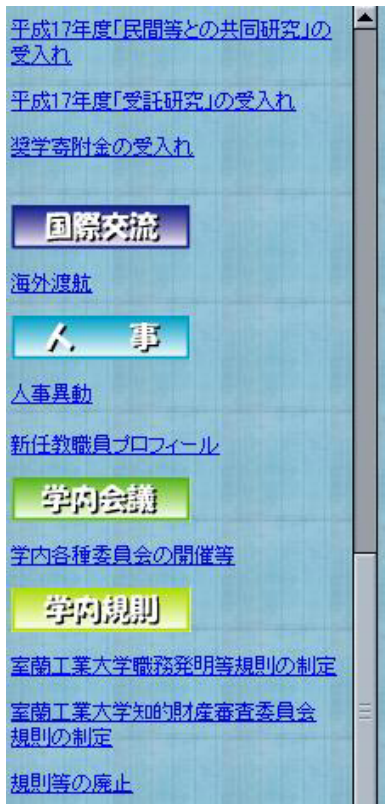 平成17年度「民間等との共同研究」の
受入れ
平成17年度「受託研究」の受入れ
奨学寄附金の受入れ
国際交流
海外渡航
人 事
人事異動
新任教職員プロフィール
学内会議
学内各種委員会の開催等
学内規則
室蘭工業大学職務発明等規則の制定
室蘭工業大学知的財産審査委員会
規則の制定
規則等の廃止